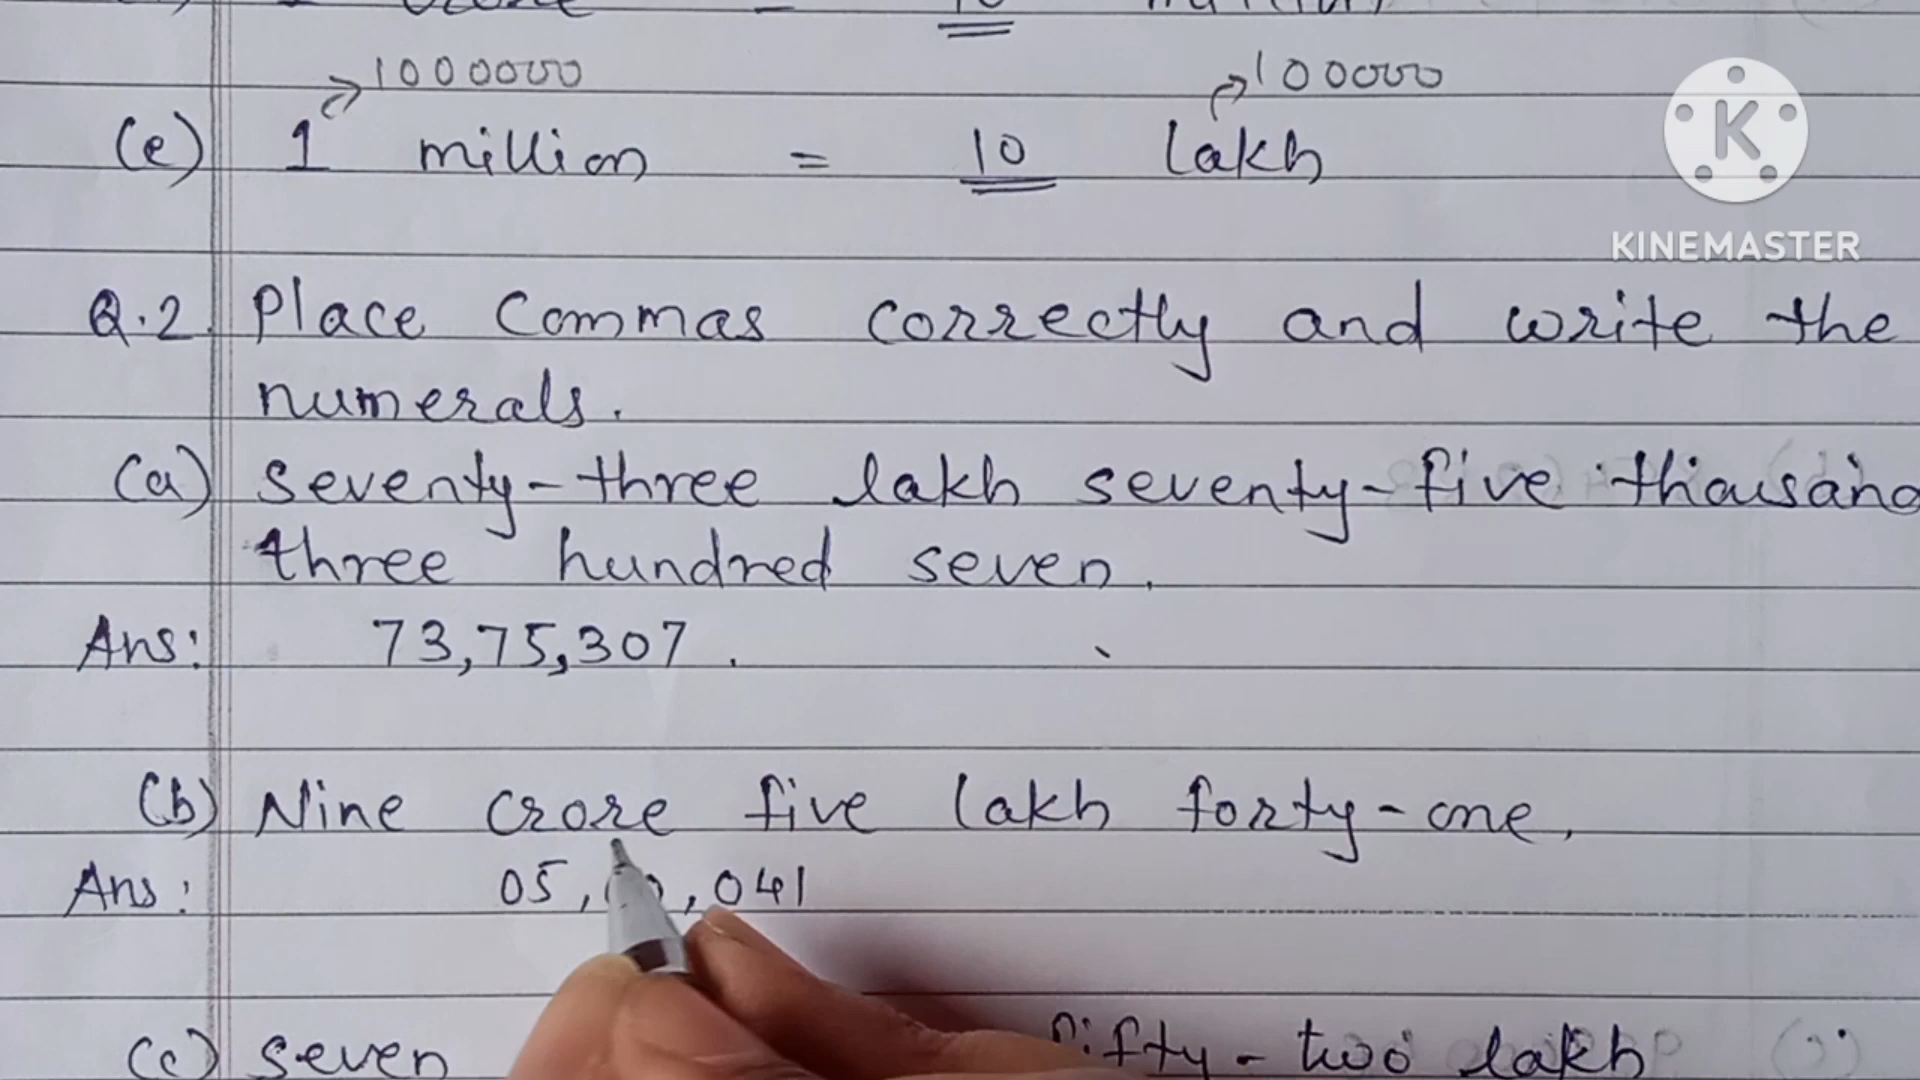 1000000 100000
(e) 1 million = 10 lakh
KINEMASTER
Q.2. Place Commas correctly and write the
numerals.
(a) seventy-three lakh seventy-five thousand
three hundred seven.
Ans: 73,75,307.
(b) Nine crore five lakh forty-one.
Ans: 05, , 041
(c) seven fifty-two lakh